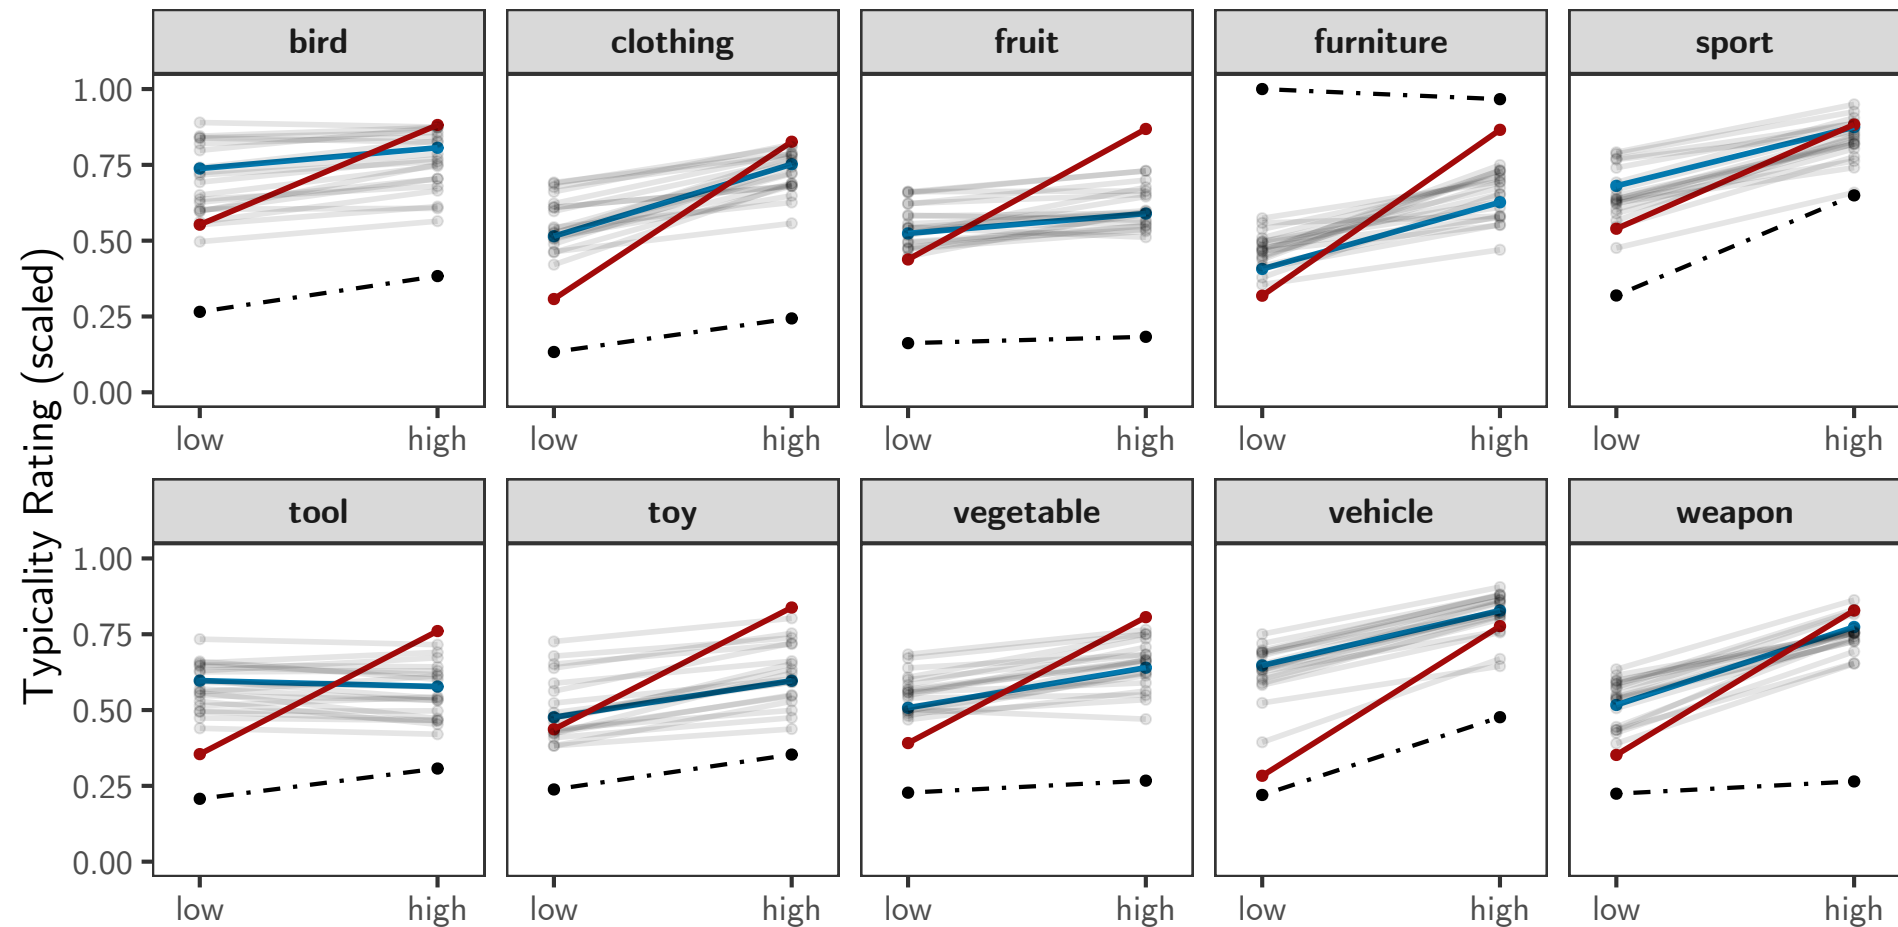 bird clothing fruit furniture sport
1.00
0.75
0.50
0.25
0.00
low high low high low high low high low high
Typicality Rating (scaled)
tool toy vegetable vehicle weapon
1.00
0.75
0.50
0.25
0.00
low high low high low high low high low high